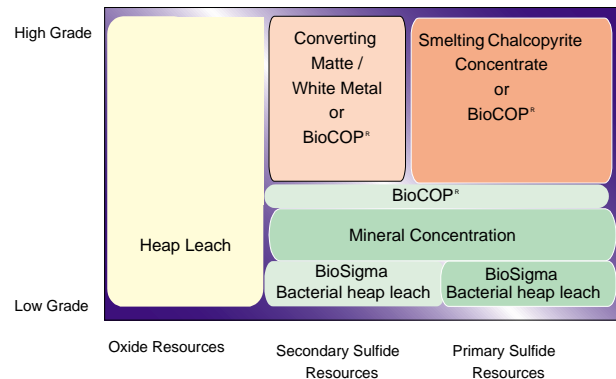 High Grade
Low Grade
Heap Leach
Converting
Matte /
White Metal
or
BioCOP®
Smelting Chalcopyrite
Concentrate
or
BioCOP®
BioCOP®
Mineral Concentration
BioSigma
Bacterial heap leach
BioSigma
Bacterial heap leach
Oxide Resources
Secondary Sulfide
Resources
Primary Sulfide
Resources